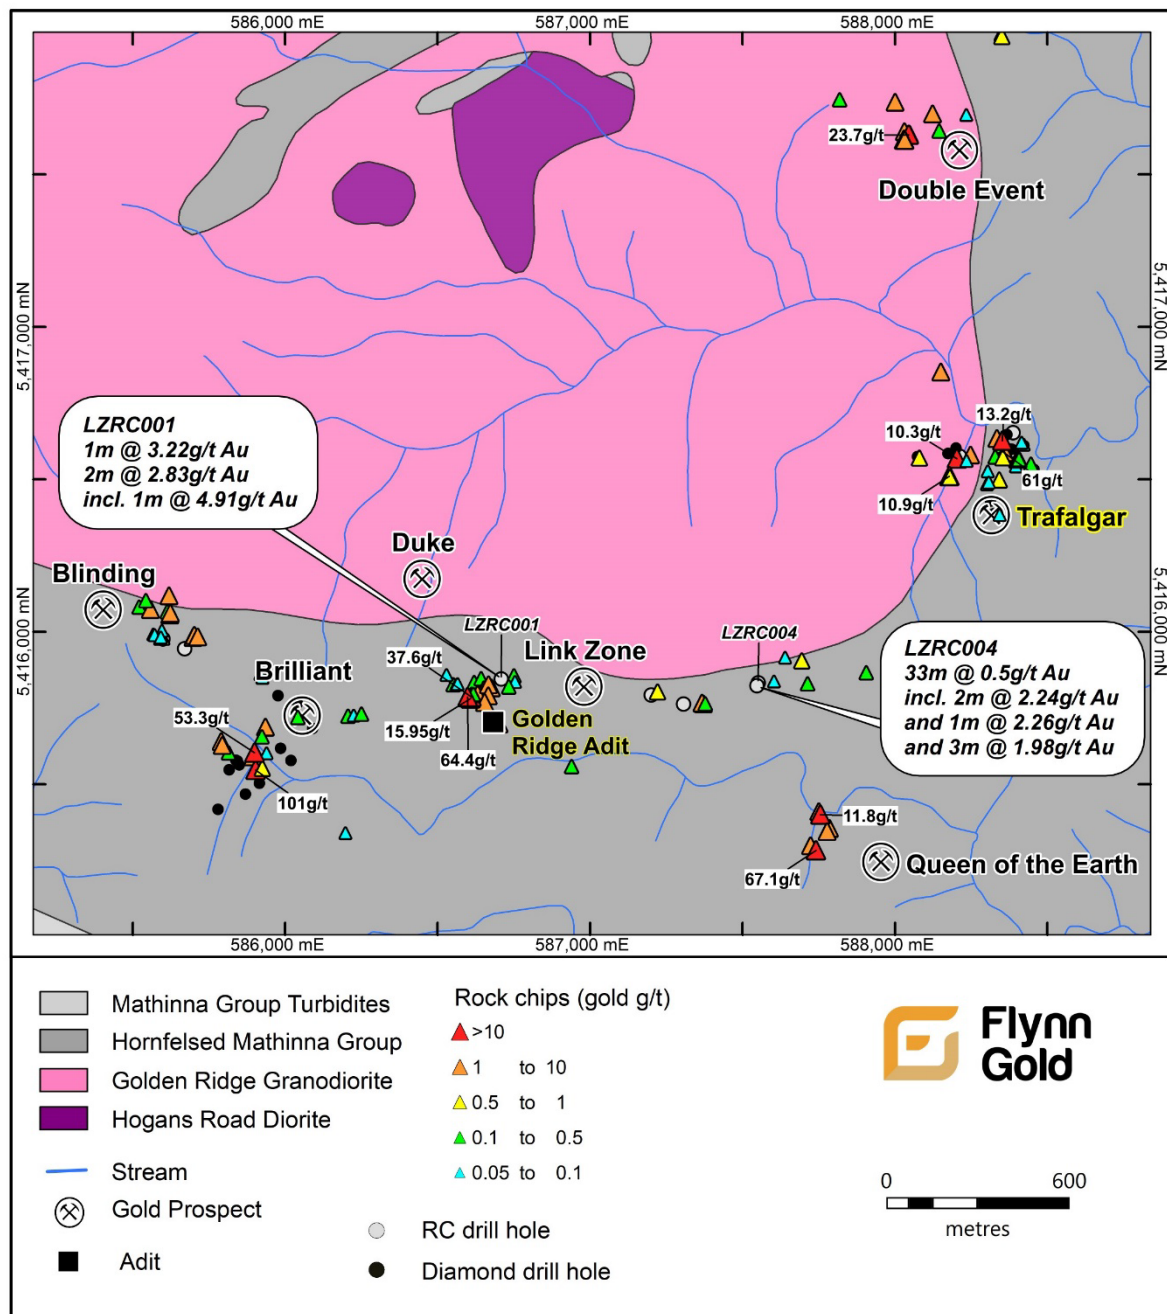 586,000 mE
587,000 mE
588,000 mE
23.7g/t
Double Event
5,417,000 mN
5,417,000 mN
LZRC001
1m @ 3.22g/t Au
2m @ 2.83g/t Au
incl. 1m @ 4.91g/t Au
13.2g/t
10.3g/t
61g/t
10.9g/t
Trafalgar
Duke
Blinding
5,416,000 mN
5,416,000 mN
LZRC001
LZRC004
37.6g/t
Link Zone
LZRC004
33m @ 0.5g/t Au
incl. 2m @ 2.24g/t Au
and 1m @ 2.26g/t Au
and 3m @ 1.98g/t Au
Brilliant
53.3g/t
15.95g/t
Golden
Ridge Adit
64.4g/t
101g/t
11.8g/t
67.1g/t
Queen of the Earth
586,000 mE
587,000 mE
588,000 mE
Mathinna Group Turbidites
Hornfelsed Mathinna Group
Golden Ridge Granodiorite
Hogans Road Diorite
Stream
Gold Prospect
Adit
Rock chips (gold g/t)
>10
1 to 10
0.5 to 1
0.1 to 0.5
0.05 to 0.1
RC drill hole
Diamond drill hole
Flynn
Gold
0 600
metres